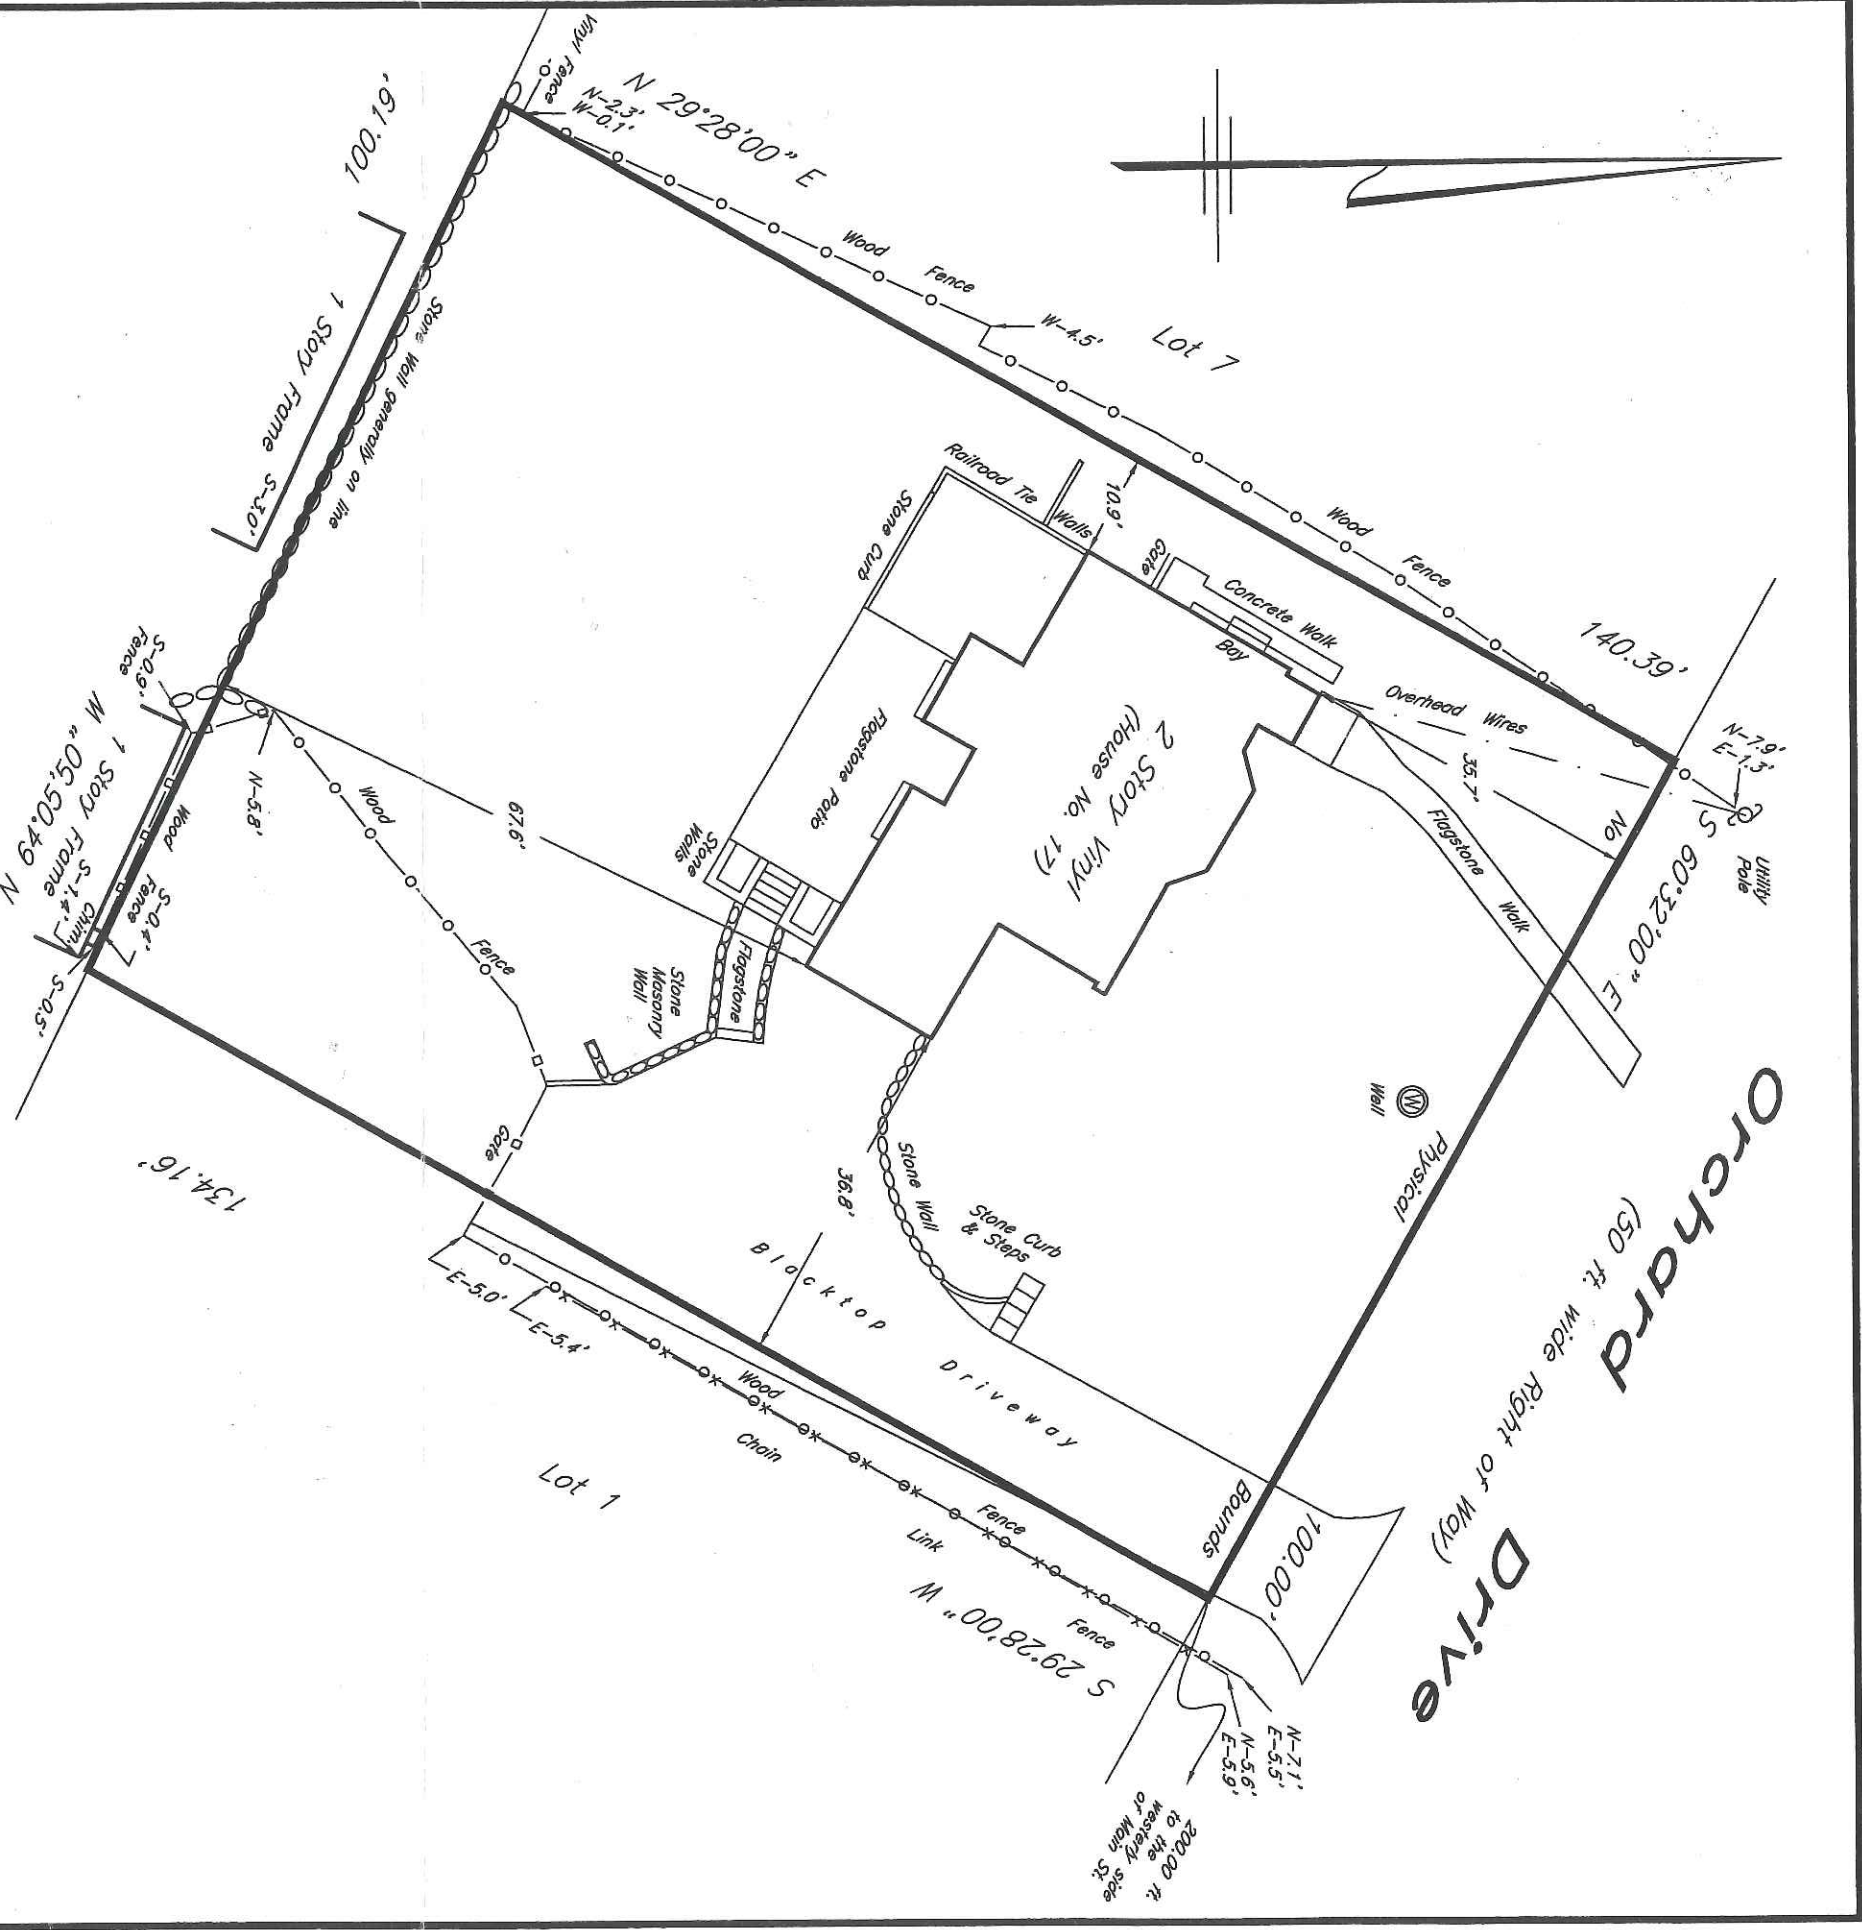 Vinyl Fence
N-2.3'
W-0.1'
N 29°28'00" E
100.19'
Wood Fence
W-4.5'
Lot 7
1 Story Frame
S-3.0'
Stone Wall generally on line
Railroad Tie Walls
10.9'
Stone Curb
Gate
Concrete Walk
Bay
Wood Fence
140.39'
Overhead Wires
N-7.9'
E-1.3'
35.7'
No
Utility
Pole
S 60°32'00" E
Flagstone Walk
2 Story Vinyl
(House No. 17)
Flagstone Patio
S-0.9'
Fence
N 64°05'50" W
1 Story Frame
S-1.4'
Chim.
Wood
Fence
S-0.4'
S-0.5'
N-5.8'
Wood Fence
67.6'
Stone
Walls
Flagstone
Stone
Masonry
Wall
Well
W
Physical
Orchard Drive
(50 ft. wide Right of Way)
Stone Wall
36.8'
Stone Curb
& Steps
Gate
134.16'
E-5.0'
E-5.4'
Blacktop Driveway
Wood Fence
Chain Link Fence
Lot 1
Bounds
100.00'
S 29°28'00" W
N-7.1'
E-5.5'
N-5.6'
E-5.9'
200.00 ft.
to the
westerly side
of Main St.